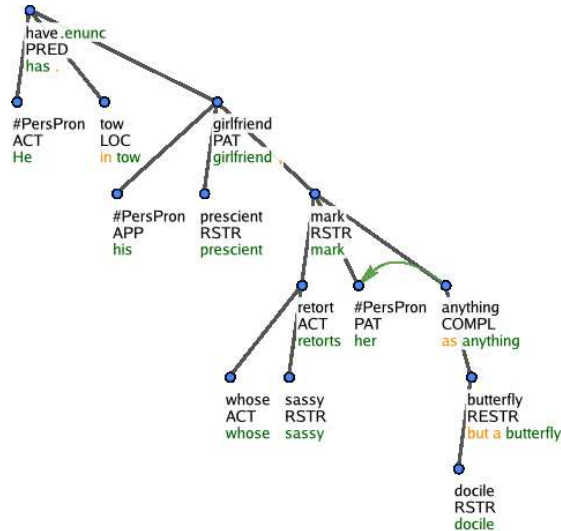 have .enunc
PRED
has .
#PersPron
ACT
He
tow
LOC
in tow
girlfriend
PAT
girlfriend ,
#PersPron
APP
his
prescient
RSTR
prescient
mark
RSTR
mark
retort
ACT
retorts
#PersPron
PAT
her
anything
COMPL
as anything
whose
ACT
whose
sassy
RSTR
sassy
butterfly
RESTR
but a butterfly
docile
RSTR
docile